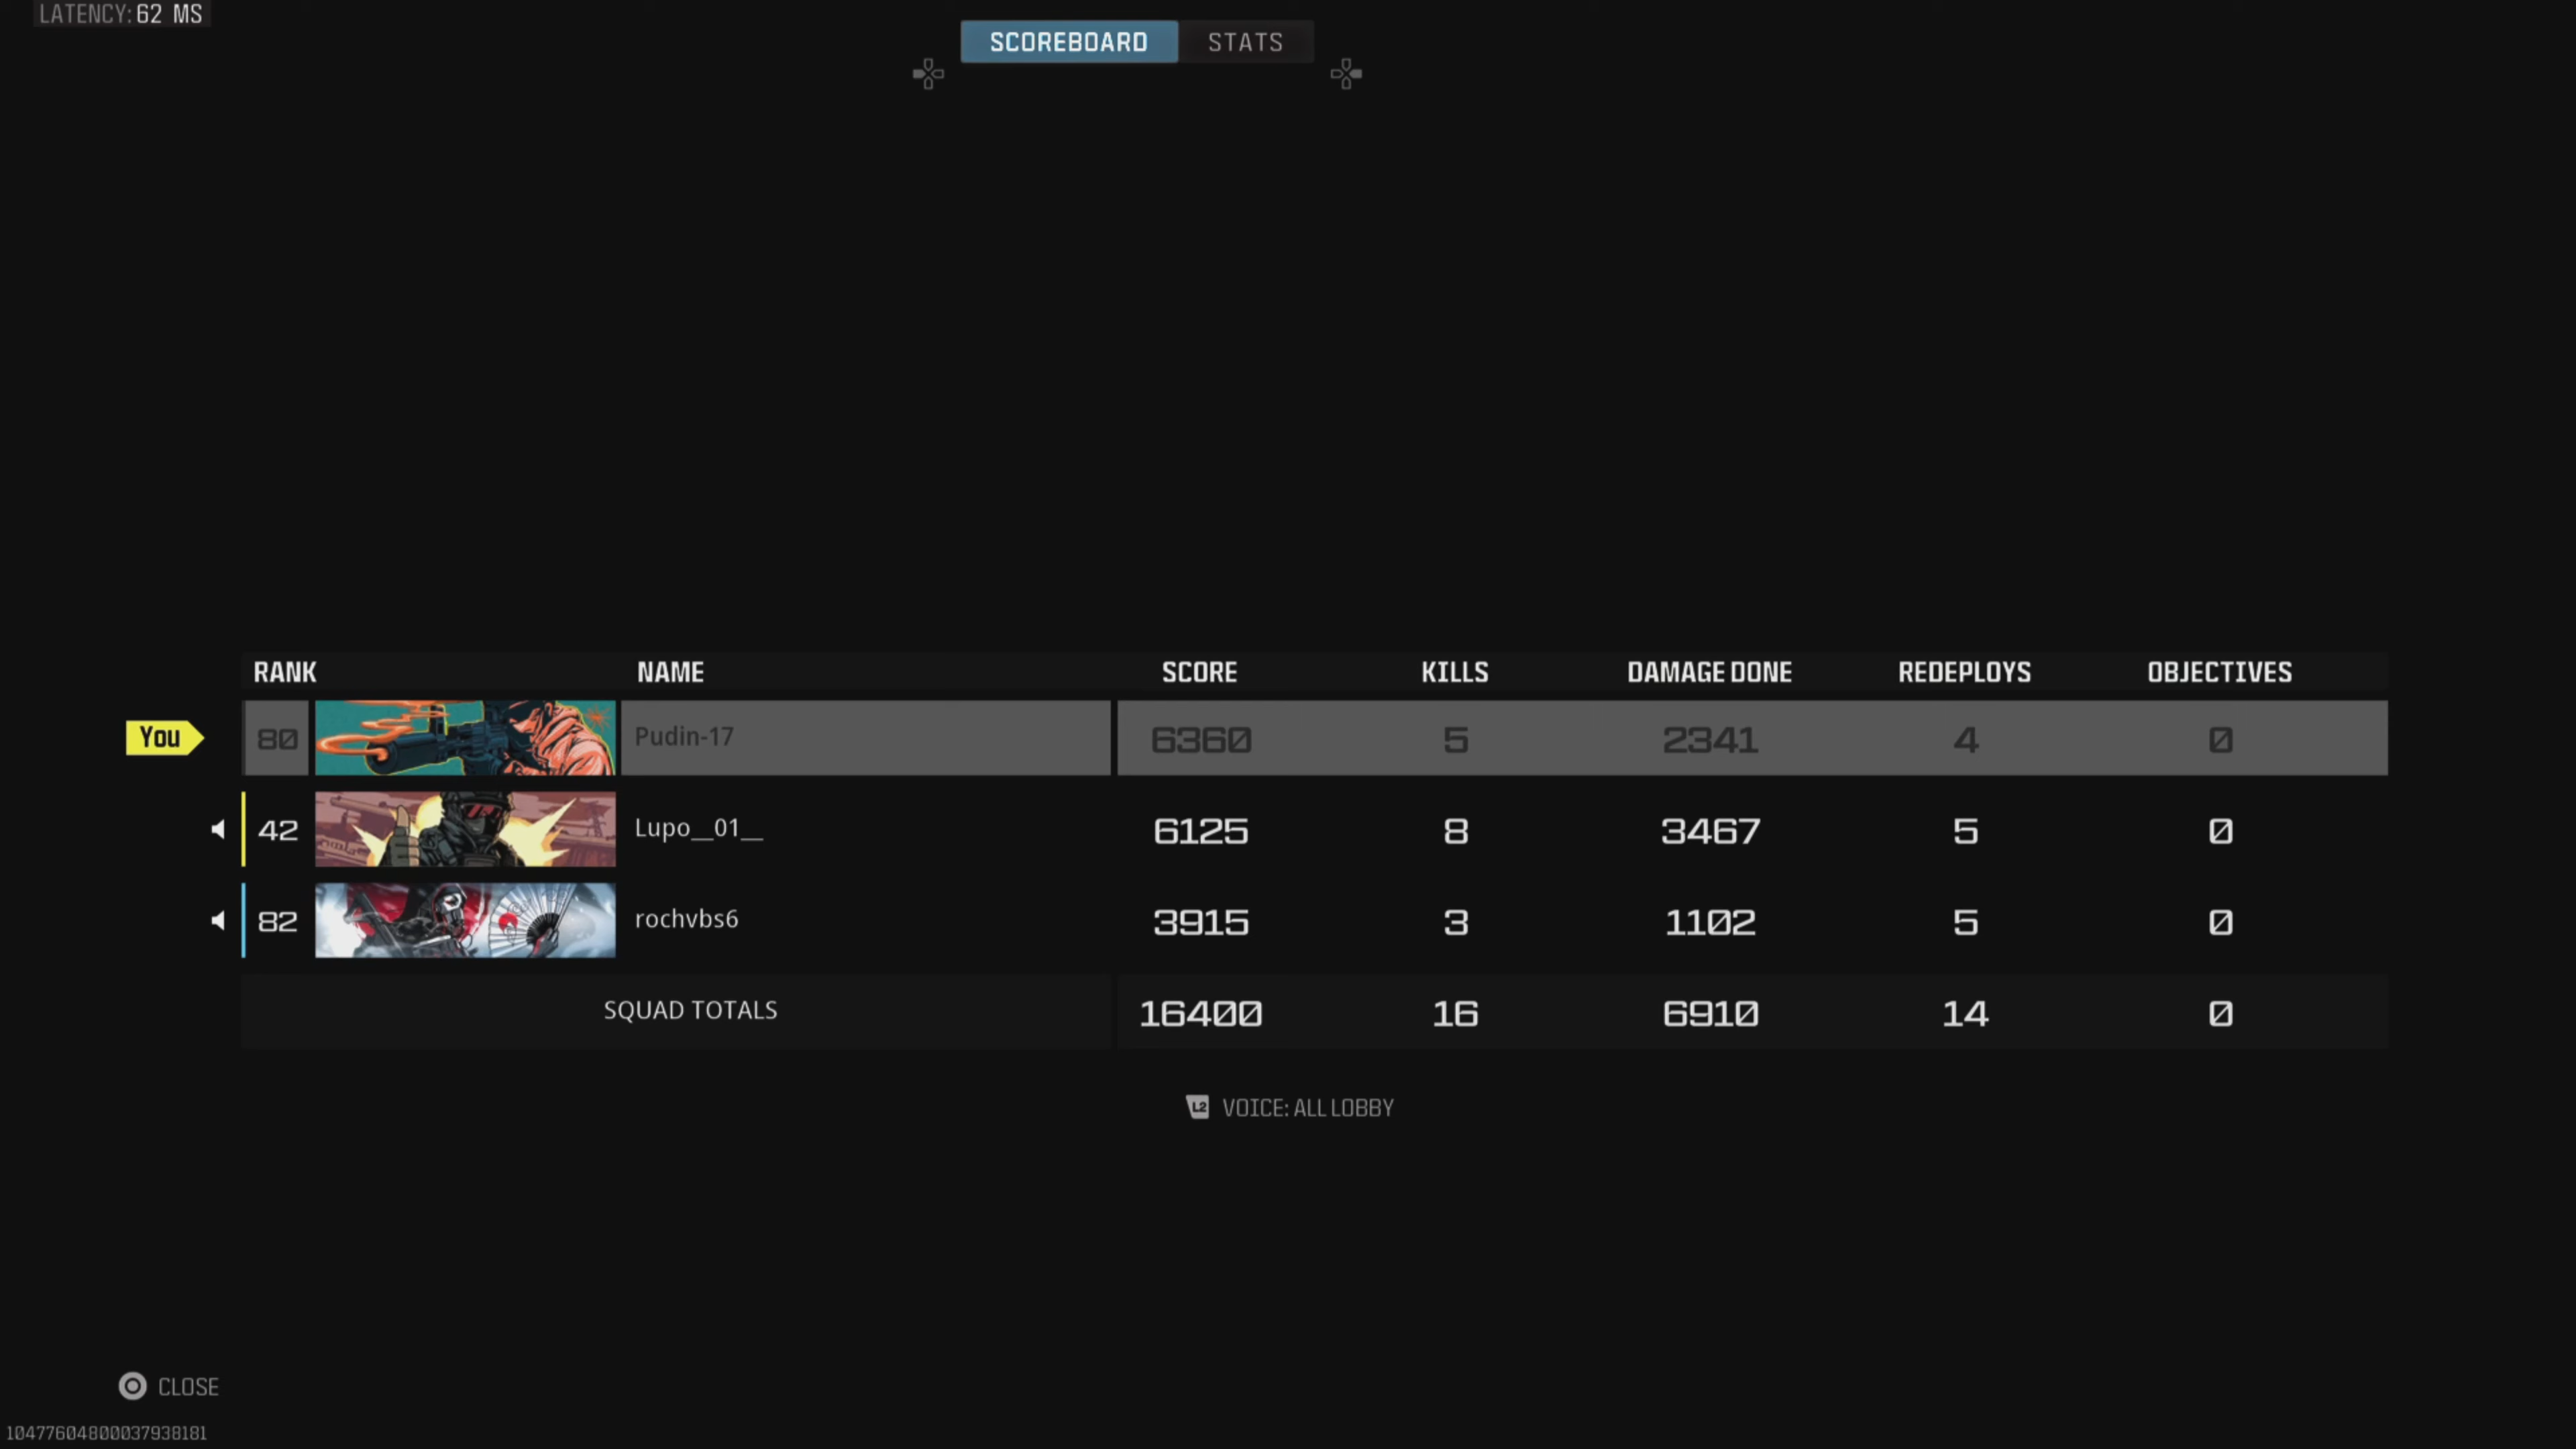 LATENCY: 62 MS
SCOREBOARD STATS
RANK NAME SCORE KILLS DAMAGE DONE REDEPLOYS OBJECTIVES
You 80 Pudin-17 6360 5 2341 4 0
42 Lupo__01__ 6125 8 3467 5 0
82 rochvbs6 3915 3 1102 5 0
SQUAD TOTALS 16400 16 6910 14 0
L2 VOICE: ALL LOBBY
CLOSE
10477604800037938181